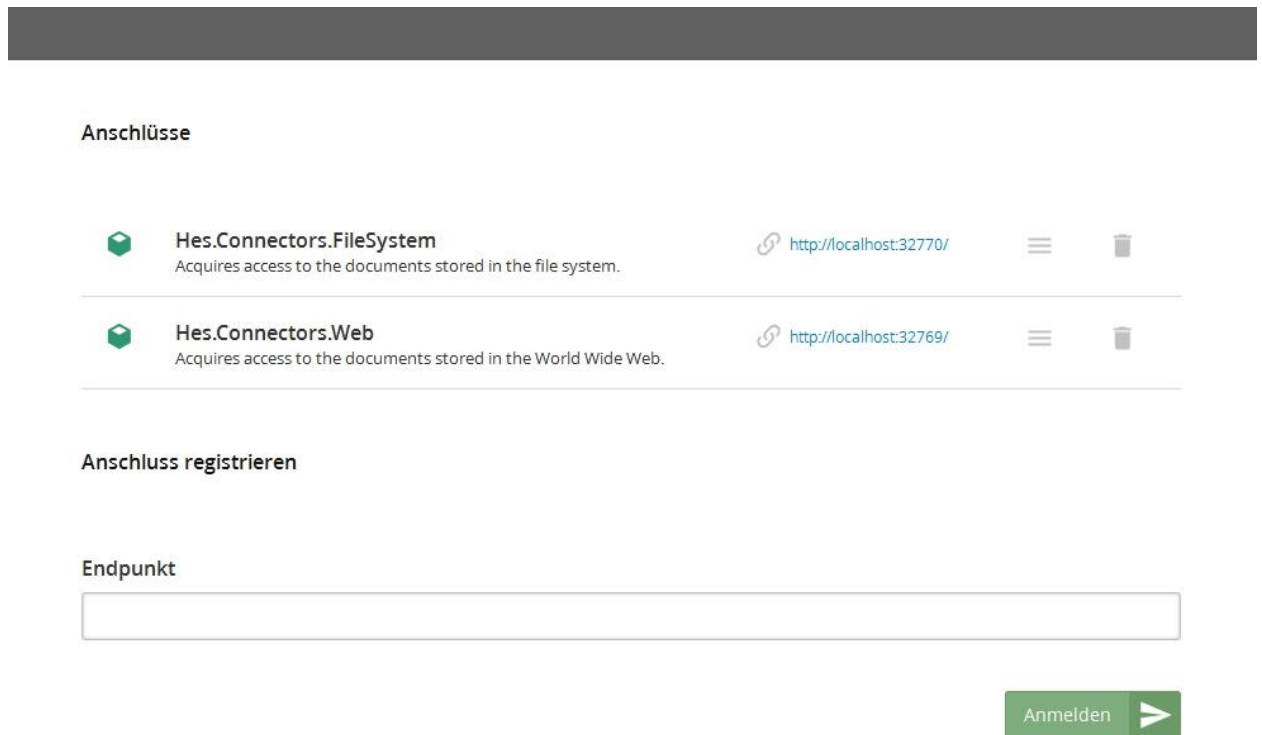 Anschlüsse
Hes.Connectors.FileSystem
Acquires access to the documents stored in the file system.
http://localhost:32770/
Hes.Connectors.Web
Acquires access to the documents stored in the World Wide Web.
http://localhost:32769/
Anschluss registrieren
Endpunkt
Anmelden